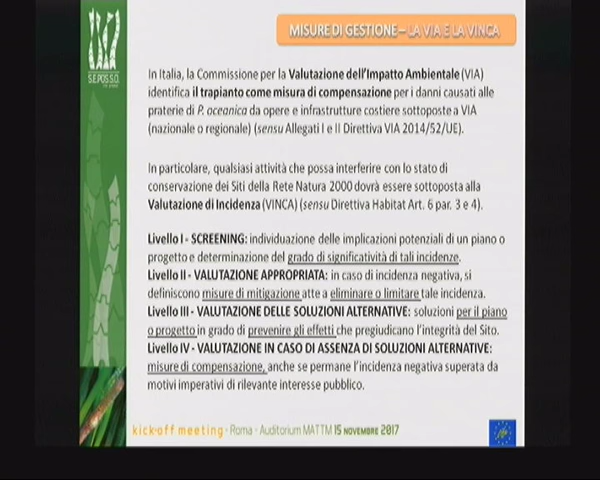 MISURE DI GESTIONE – LA VIA E LA VINCA
S.E.POS.S.O.
In Italia, la Commissione per la Valutazione dell'Impatto Ambientale (VIA)
identifica il trapianto come misura di compensazione per i danni causati alle
praterie di P. oceanica da opere e infrastrutture costiere sottoposte a VIA
(nazionale o regionale) (sensu Allegati I e II Direttiva VIA 2014/52/UE).
In particolare, qualsiasi attività che possa interferire con lo stato di
conservazione dei Siti della Rete Natura 2000 dovrà essere sottoposta alla
Valutazione di Incidenza (VINCA) (sensu Direttiva Habitat Art. 6 par. 3 e 4).
Livello I - SCREENING: individuazione delle implicazioni potenziali di un piano o
progetto e determinazione del grado di significatività di tali incidenze.
Livello II - VALUTAZIONE APPROPRIATA: in caso di incidenza negativa, si
definiscono misure di mitigazione atte a eliminare o limitare tale incidenza.
Livello III - VALUTAZIONE DELLE SOLUZIONI ALTERNATIVE: soluzioni per il piano
o progetto in grado di prevenire gli effetti che pregiudicano l'integrità del Sito.
Livello IV - VALUTAZIONE IN CASO DI ASSENZA DI SOLUZIONI ALTERNATIVE:
misure di compensazione, anche se permane l'incidenza negativa superata da
motivi imperativi di rilevante interesse pubblico.
kick-off meeting - Roma - Auditorium MATTM 15 NOVEMBRE 2017